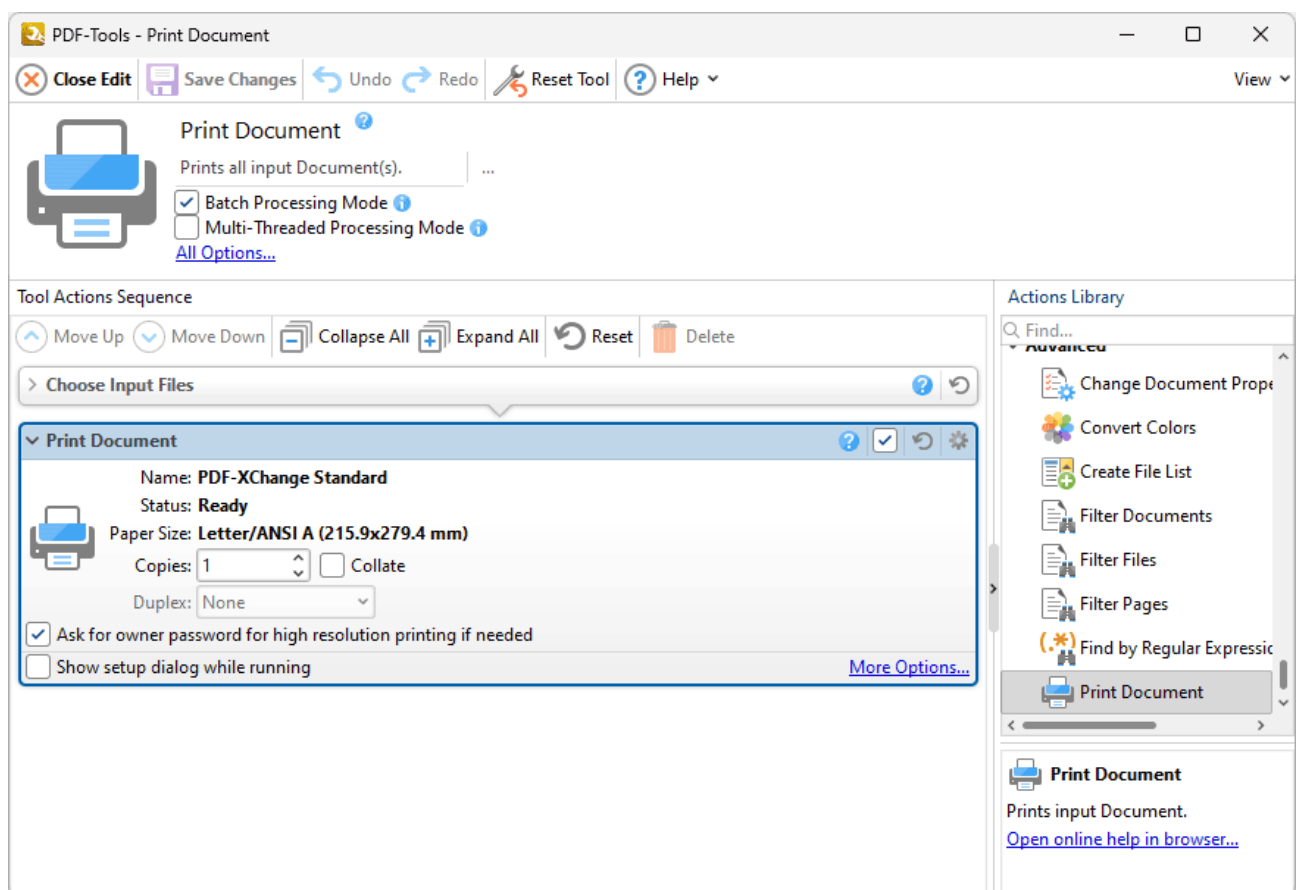 PDF-Tools - Print Document
Close Edit Save Changes Undo Redo Reset Tool ? Help View
Print Document ?
Prints all input Document(s). ...
Batch Processing Mode i
Multi-Threaded Processing Mode i
All Options...
Tool Actions Sequence
Move Up Move Down Collapse All Expand All Reset Delete
Choose Input Files ?
Print Document ?
Name: PDF-XChange Standard
Status: Ready
Paper Size: Letter/ANSI A (215.9x279.4 mm)
Copies: 1 Collate
Duplex: None
Ask for owner password for high resolution printing if needed
Show setup dialog while running More Options...
Actions Library
Find...
Advanced
Change Document Prope
Convert Colors
Create File List
Filter Documents
Filter Files
Filter Pages
(.*) Find by Regular Expressic
Print Document
Print Document
Prints input Document.
Open online help in browser...